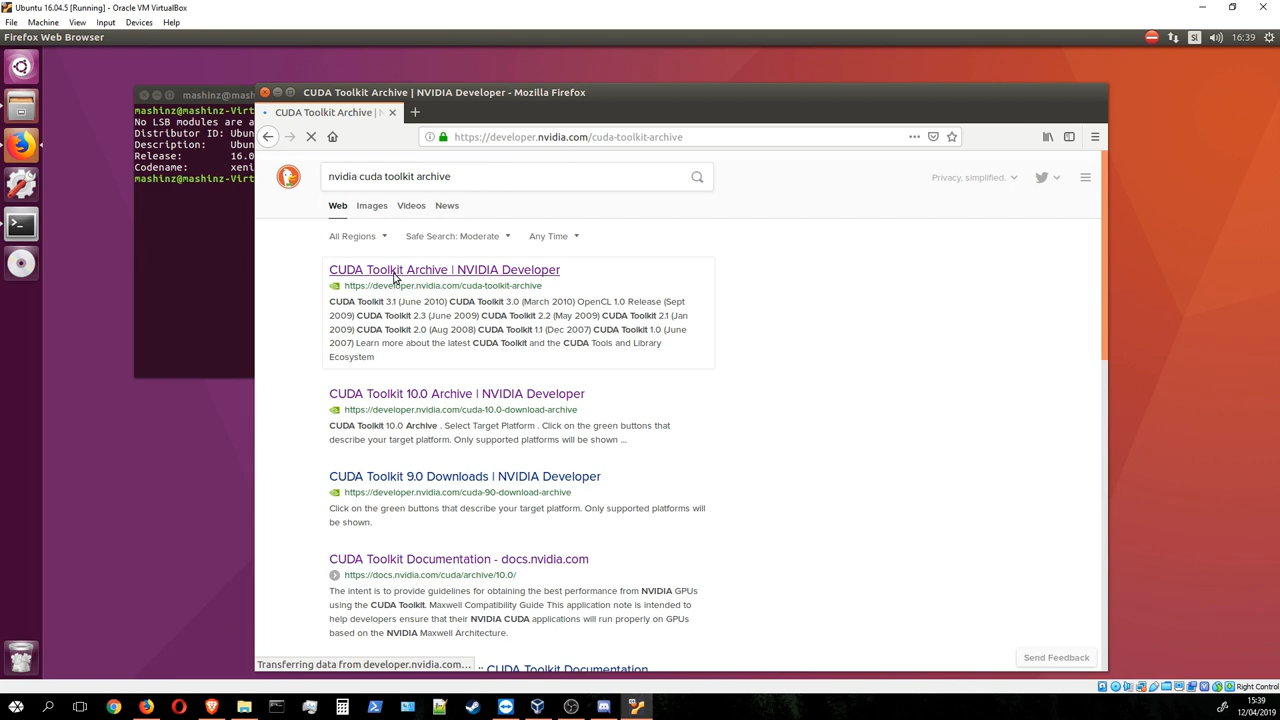 Ubuntu 16.04.5 [Running] - Oracle VM VirtualBox
File Machine View Input Devices Help
Firefox Web Browser
Sl
16:39
mashinz@mash
mashinz@mashinz-Virt
No LSB modules are a
Distributor ID: Ubun
Description: Ubun
Release: 16.0
Codename: xeni
mashinz@mashinz-Virt
CUDA Toolkit Archive | NVIDIA Developer - Mozilla Firefox
CUDA Toolkit Archive | N
https://developer.nvidia.com/cuda-toolkit-archive
nvidia cuda toolkit archive
Privacy, simplified.
Web Images Videos News
All Regions Safe Search: Moderate Any Time
CUDA Toolkit Archive | NVIDIA Developer
https://developer.nvidia.com/cuda-toolkit-archive
CUDA Toolkit 3.1 (June 2010) CUDA Toolkit 3.0 (March 2010) OpenCL 1.0 Release (Sept
2009) CUDA Toolkit 2.3 (June 2009) CUDA Toolkit 2.2 (May 2009) CUDA Toolkit 2.1 (Jan
2009) CUDA Toolkit 2.0 (Aug 2008) CUDA Toolkit 1.1 (Dec 2007) CUDA Toolkit 1.0 (June
2007) Learn more about the latest CUDA Toolkit and the CUDA Tools and Library
Ecosystem
CUDA Toolkit 10.0 Archive | NVIDIA Developer
https://developer.nvidia.com/cuda-10.0-download-archive
CUDA Toolkit 10.0 Archive . Select Target Platform . Click on the green buttons that
describe your target platform. Only supported platforms will be shown ...
CUDA Toolkit 9.0 Downloads | NVIDIA Developer
https://developer.nvidia.com/cuda-90-download-archive
Click on the green buttons that describe your target platform. Only supported platforms will
be shown.
CUDA Toolkit Documentation - docs.nvidia.com
https://docs.nvidia.com/cuda/archive/10.0/
The intent is to provide guidelines for obtaining the best performance from NVIDIA GPUs
using the CUDA Toolkit. Maxwell Compatibility Guide This application note is intended to
help developers ensure that their NVIDIA CUDA applications will run properly on GPUs
based on the NVIDIA Maxwell Architecture.
Send Feedback
Transferring data from developer.nvidia.com...
:: CUDA Toolkit Documentation
Right Control
15:39
12/04/2019